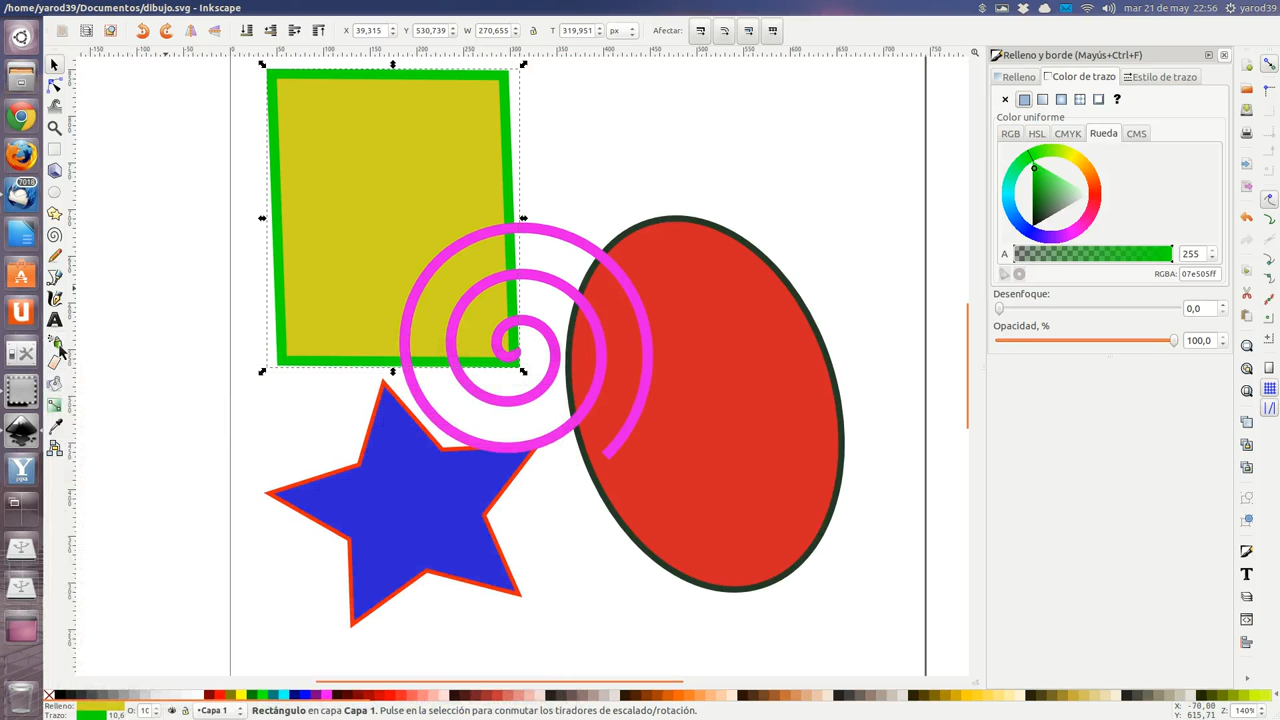 /home/yarod39/Documentos/dibujo.svg - Inkscape
mar 21 de may 22:56 yarod39
X 39,315 Y 530,739 W 270,655 T 319,951 px Afectar:
Relleno y borde (Mayús+Ctrl+F)
Relleno Color de trazo Estilo de trazo
?
Color uniforme
RGB HSL CMYK Rueda CMS
A 255
RGBA: 07e505ff
Desenfoque:
0,0
Opacidad, %
100,0
7018
Relleno:
Trazo: 10,6
O: 10
Capa 1
Rectángulo en capa Capa 1. Pulse en la selección para conmutar los tiradores de escalado/rotación.
X: -70,00
Y: 615,71
Z: 140%